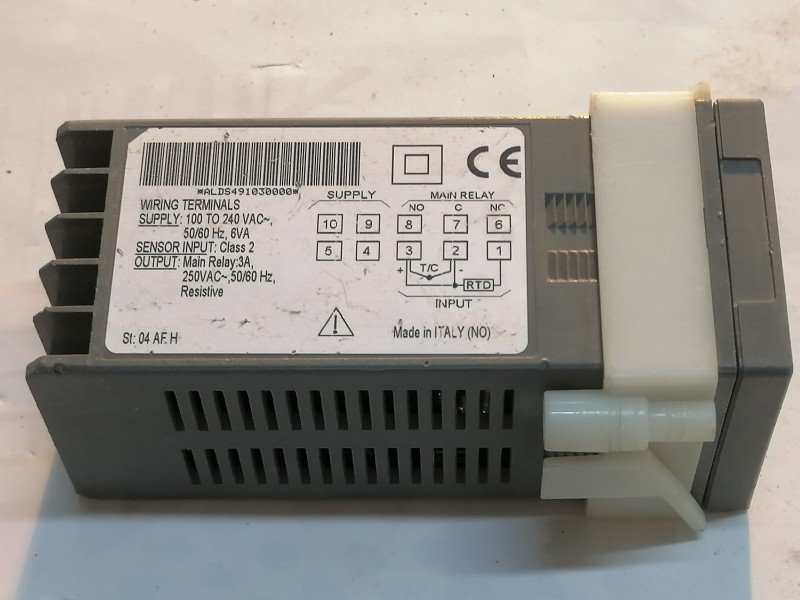 *ALDS491030000*
CE
WIRING TERMINALS
SUPPLY: 100 TO 240 VAC~,
50/60 Hz, 6VA
SENSOR INPUT: Class 2
OUTPUT: Main Relay:3A,
250VAC~,50/60 Hz,
Resistive
St: 04 AF. H
SUPPLY
10 9
5 4
MAIN RELAY
NO C NC
8 7 6
3 2 1
+ T/C -
RTD
INPUT
Made in ITALY (NO)